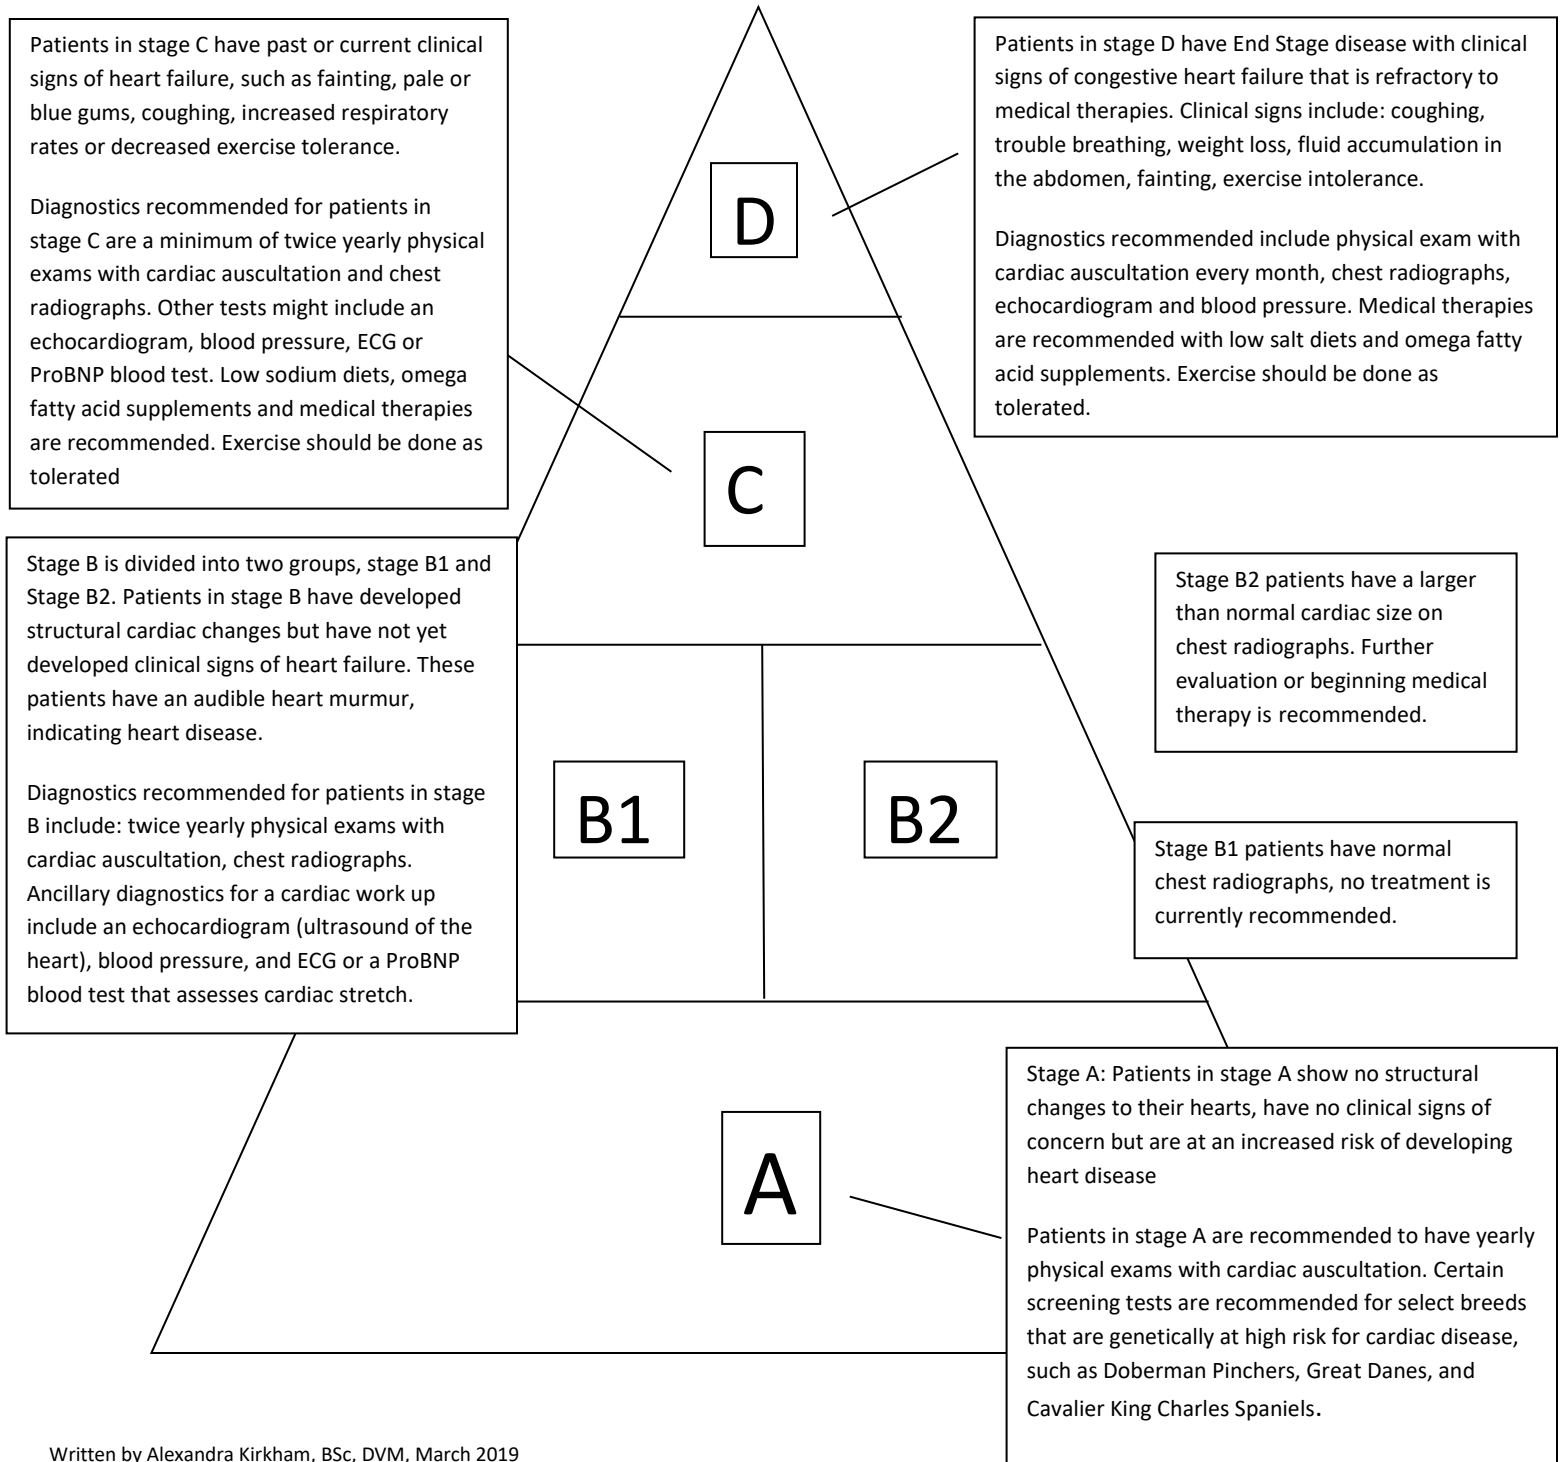 Patients in stage C have past or current clinical
signs of heart failure, such as fainting, pale or
blue gums, coughing, increased respiratory
rates or decreased exercise tolerance.
Diagnostics recommended for patients in
stage C are a minimum of twice yearly physical
exams with cardiac auscultation and chest
radiographs. Other tests might include an
echocardiogram, blood pressure, ECG or
ProBNP blood test. Low sodium diets, omega
fatty acid supplements and medical therapies
are recommended. Exercise should be done as
tolerated
Patients in stage D have End Stage disease with clinical
signs of congestive heart failure that is refractory to
medical therapies. Clinical signs include: coughing,
trouble breathing, weight loss, fluid accumulation in
the abdomen, fainting, exercise intolerance.
Diagnostics recommended include physical exam with
cardiac auscultation every month, chest radiographs,
echocardiogram and blood pressure. Medical therapies
are recommended with low salt diets and omega fatty
acid supplements. Exercise should be done as
tolerated.
D
C
Stage B is divided into two groups, stage B1 and
Stage B2. Patients in stage B have developed
structural cardiac changes but have not yet
developed clinical signs of heart failure. These
patients have an audible heart murmur,
indicating heart disease.
Diagnostics recommended for patients in stage
B include: twice yearly physical exams with
cardiac auscultation, chest radiographs.
Ancillary diagnostics for a cardiac work up
include an echocardiogram (ultrasound of the
heart), blood pressure, and ECG or a ProBNP
blood test that assesses cardiac stretch.
B1
B2
Stage B2 patients have a larger
than normal cardiac size on
chest radiographs. Further
evaluation or beginning medical
therapy is recommended.
Stage B1 patients have normal
chest radiographs, no treatment is
currently recommended.
A
Stage A: Patients in stage A show no structural
changes to their hearts, have no clinical signs of
concern but are at an increased risk of developing
heart disease
Patients in stage A are recommended to have yearly
physical exams with cardiac auscultation. Certain
screening tests are recommended for select breeds
that are genetically at high risk for cardiac disease,
such as Doberman Pinchers, Great Danes, and
Cavalier King Charles Spaniels.
Written by Alexandra Kirkham, BSc, DVM, March 2019